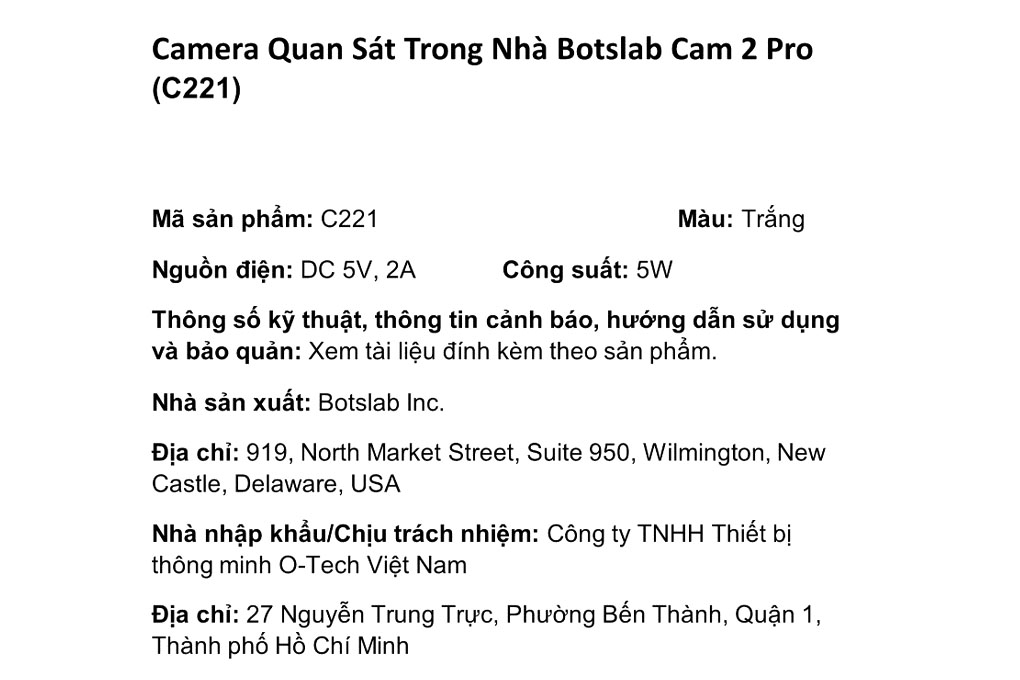 Camera Quan Sát Trong Nhà Botslab Cam 2 Pro
(C221)
Mã sản phẩm: C221 Màu: Trắng
Nguồn điện: DC 5V, 2A Công suất: 5W
Thông số kỹ thuật, thông tin cảnh báo, hướng dẫn sử dụng
và bảo quản: Xem tài liệu đính kèm theo sản phẩm.
Nhà sản xuất: Botslab Inc.
Địa chỉ: 919, North Market Street, Suite 950, Wilmington, New
Castle, Delaware, USA
Nhà nhập khẩu/Chịu trách nhiệm: Công ty TNHH Thiết bị
thông minh O-Tech Việt Nam
Địa chỉ: 27 Nguyễn Trung Trực, Phường Bến Thành, Quận 1,
Thành phố Hồ Chí Minh